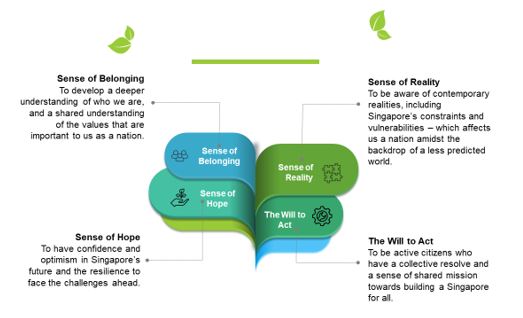 Sense of Belonging
To develop a deeper
understanding of who we are,
and a shared understanding
of the values that are
important to us as a nation.
Sense of Reality
To be aware of contemporary
realities, including
Singapore's constraints and
vulnerabilities – which affects
us a nation amidst the
backdrop of a less predicted
world.
Sense of
Belonging
Sense of
Reality
Sense of
Hope
The Will to
Act
Sense of Hope
To have confidence and
optimism in Singapore's
future and the resilience to
face the challenges ahead.
The Will to Act
To be active citizens who
have a collective resolve and
a sense of shared mission
towards building a Singapore
for all.